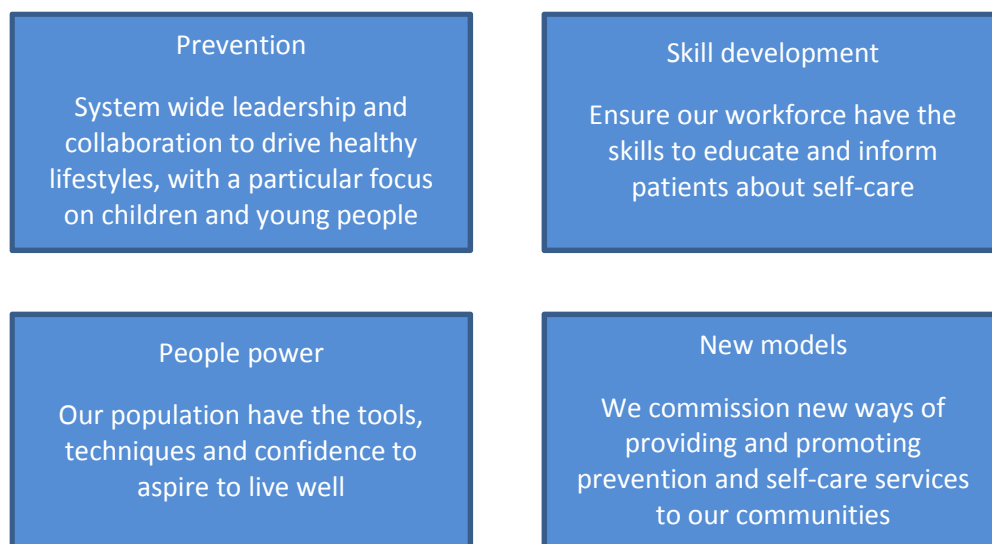 Prevention
System wide leadership and
collaboration to drive healthy
lifestyles, with a particular focus
on children and young people
Skill development
Ensure our workforce have the
skills to educate and inform
patients about self-care
People power
Our population have the tools,
techniques and confidence to
aspire to live well
New models
We commission new ways of
providing and promoting
prevention and self-care services
to our communities